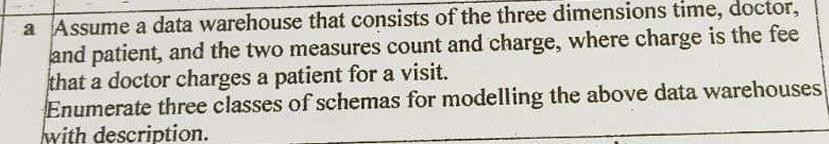 a Assume a data warehouse that consists of the three dimensions time, doctor,
and patient, and the two measures count and charge, where charge is the fee
that a doctor charges a patient for a visit.
Enumerate three classes of schemas for modelling the above data warehouses
with description.